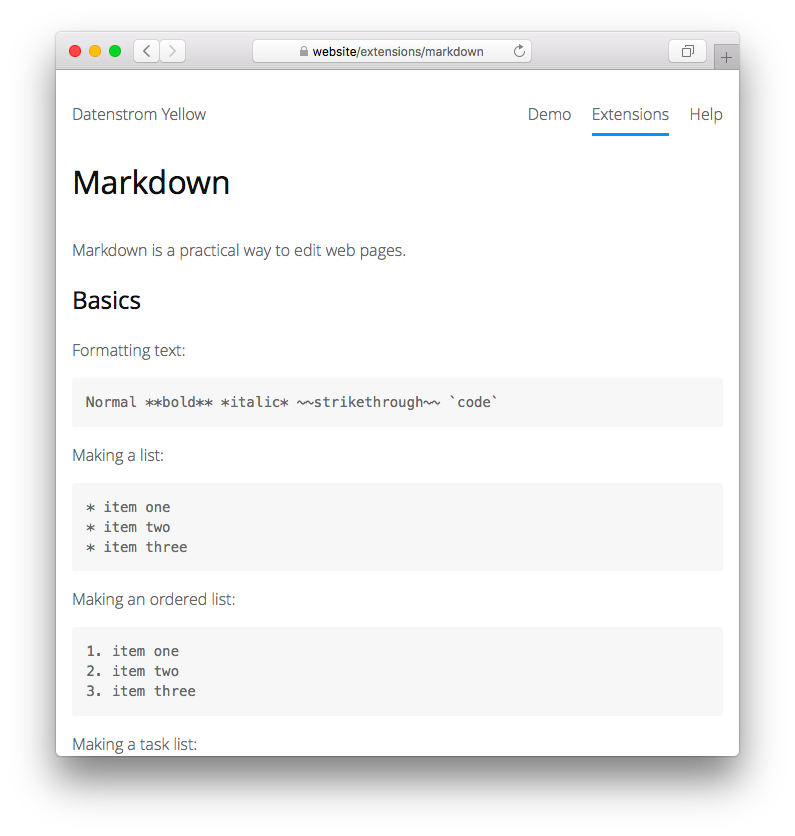 website/extensions/markdown
Datenstrom Yellow
Demo
Extensions
Help
Markdown
Markdown is a practical way to edit web pages.
Basics
Formatting text:
Normal **bold** *italic* ~~strikethrough~~ `code`
Making a list:
* item one
* item two
* item three
Making an ordered list:
1. item one
2. item two
3. item three
Making a task list: